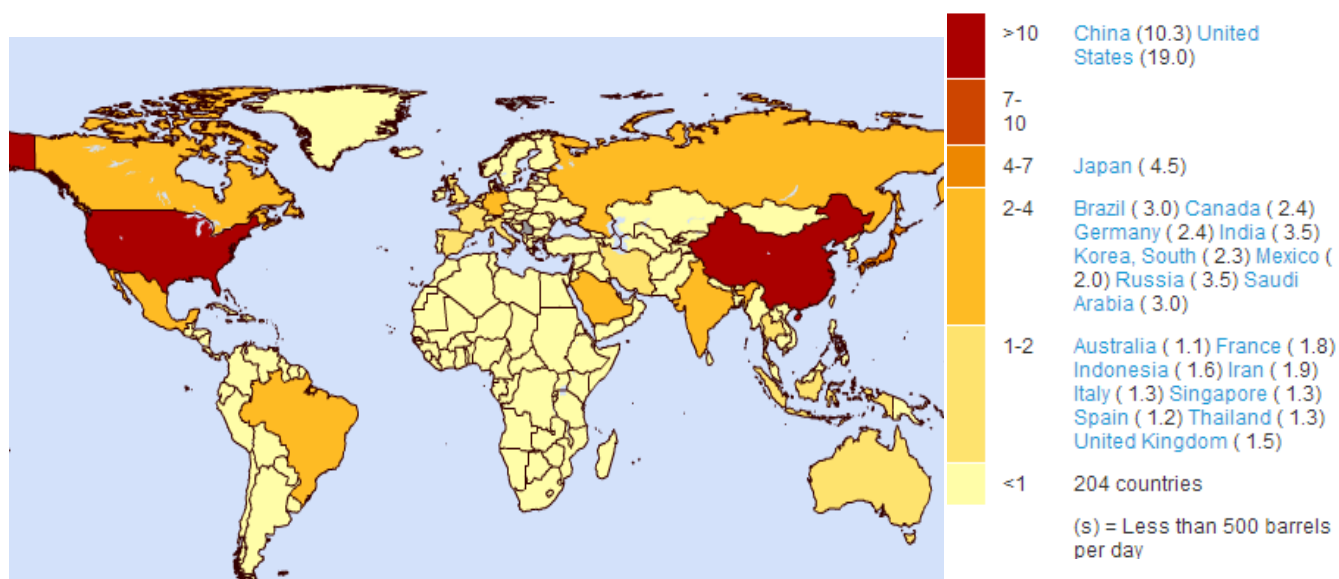 >10 China (10.3) United
States (19.0)
7-
10
4-7 Japan ( 4.5)
2-4 Brazil ( 3.0) Canada ( 2.4)
Germany ( 2.4) India ( 3.5)
Korea, South ( 2.3) Mexico (
2.0) Russia ( 3.5) Saudi
Arabia ( 3.0)
1-2 Australia ( 1.1) France ( 1.8)
Indonesia ( 1.6) Iran ( 1.9)
Italy ( 1.3) Singapore ( 1.3)
Spain ( 1.2) Thailand ( 1.3)
United Kingdom ( 1.5)
<1 204 countries
(s) = Less than 500 barrels
per day